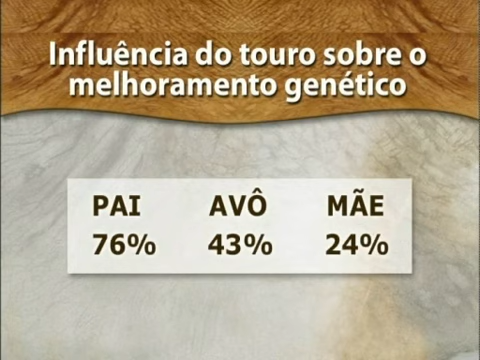 Influência do touro sobre o
melhoramento genético
PAI AVÔ MÃE
76% 43% 24%